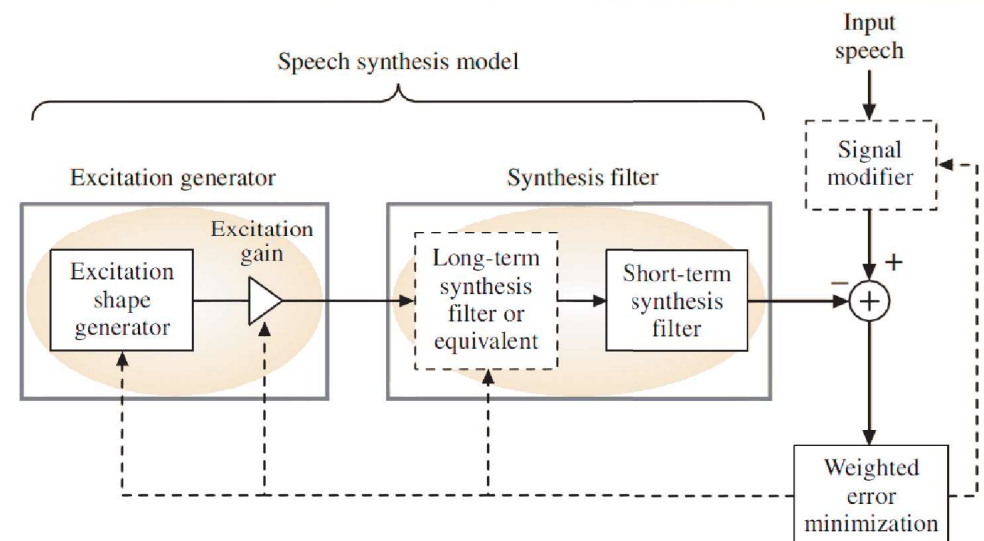 Input
speech
Speech synthesis model
Signal
modifier
Excitation generator
Synthesis filter
Excitation
gain
Excitation
shape
generator
Long-term
synthesis
filter or
equivalent
Short-term
synthesis
filter
+
−
+
Weighted
error
minimization